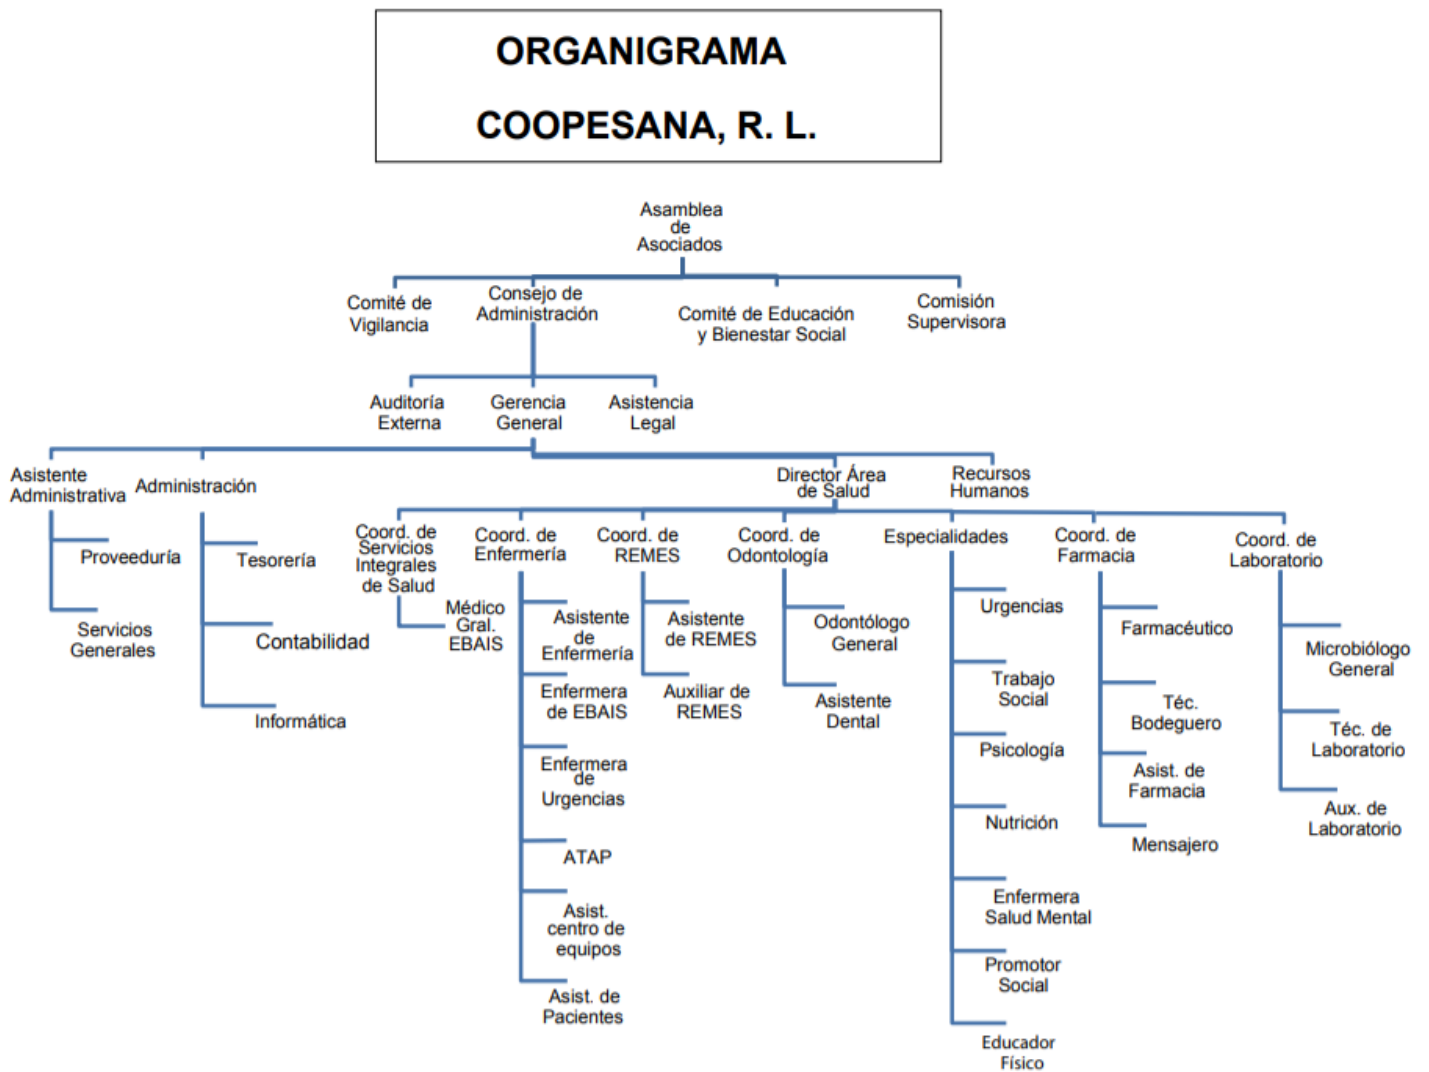 ORGANIGRAMA
COOPESANA, R. L.
Asamblea
de
Asociados
Comité de
Vigilancia
Consejo de
Administración
Comité de Educación
y Bienestar Social
Comisión
Supervisora
Auditoría
Externa
Gerencia
General
Asistencia
Legal
Asistente
Administrativa
Administración
Director Área
de Salud
Recursos
Humanos
Proveeduría
Servicios
Generales
Tesorería
Contabilidad
Informática
Coord. de
Servicios
Integrales
de Salud
Médico
Gral.
EBAIS
Coord. de
Enfermería
Asistente
de
Enfermería
Enfermera
de EBAIS
Enfermera
de
Urgencias
ATAP
Asist.
centro de
equipos
Asist. de
Pacientes
Coord. de
REMES
Asistente
de REMES
Auxiliar de
REMES
Coord. de
Odontología
Odontólogo
General
Asistente
Dental
Especialidades
Urgencias
Trabajo
Social
Psicología
Nutrición
Enfermera
Salud Mental
Promotor
Social
Educador
Físico
Coord. de
Farmacia
Farmacéutico
Téc.
Bodeguero
Asist. de
Farmacia
Mensajero
Coord. de
Laboratorio
Microbiólogo
General
Téc. de
Laboratorio
Aux. de
Laboratorio